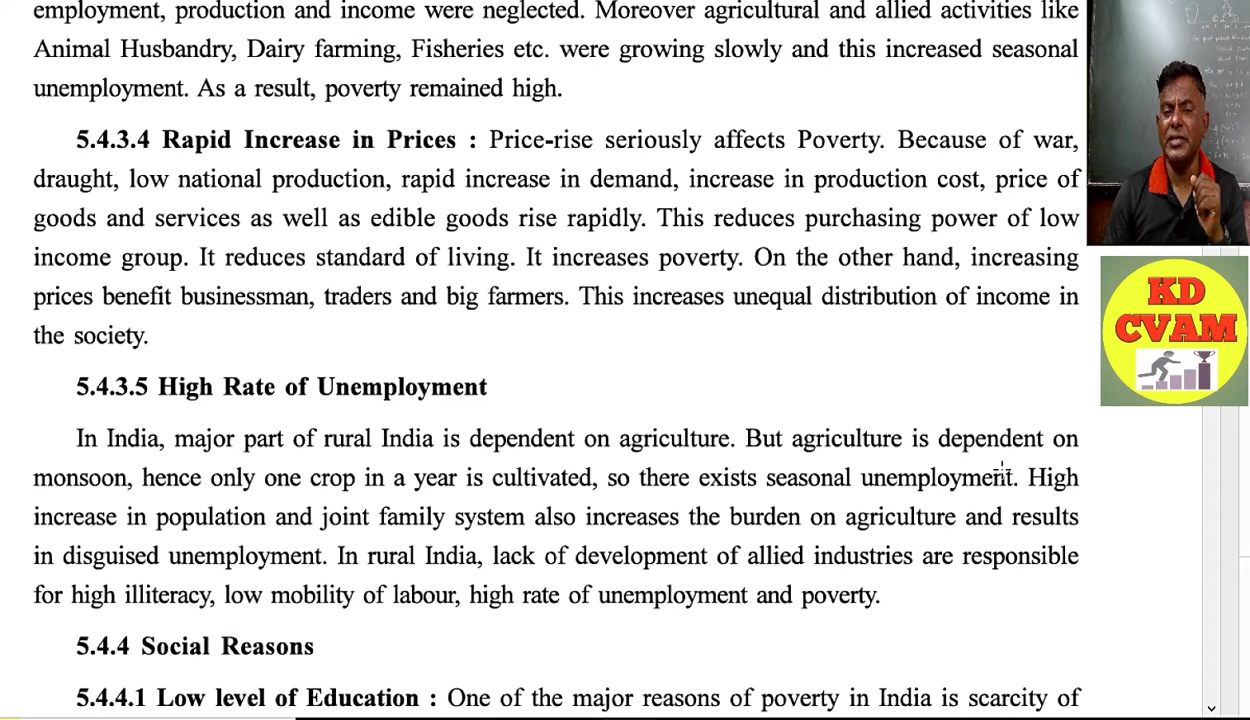 employment, production and income were neglected. Moreover agricultural and allied activities like
Animal Husbandry, Dairy farming, Fisheries etc. were growing slowly and this increased seasonal
unemployment. As a result, poverty remained high.
5.4.3.4 Rapid Increase in Prices : Price-rise seriously affects Poverty. Because of war,
draught, low national production, rapid increase in demand, increase in production cost, price of
goods and services as well as edible goods rise rapidly. This reduces purchasing power of low
income group. It reduces standard of living. It increases poverty. On the other hand, increasing
prices benefit businessman, traders and big farmers. This increases unequal distribution of income in
the society.
5.4.3.5 High Rate of Unemployment
In India, major part of rural India is dependent on agriculture. But agriculture is dependent on
monsoon, hence only one crop in a year is cultivated, so there exists seasonal unemployment. High
increase in population and joint family system also increases the burden on agriculture and results
in disguised unemployment. In rural India, lack of development of allied industries are responsible
for high illiteracy, low mobility of labour, high rate of unemployment and poverty.
5.4.4 Social Reasons
5.4.4.1 Low level of Education : One of the major reasons of poverty in India is scarcity of
KD
CVAM